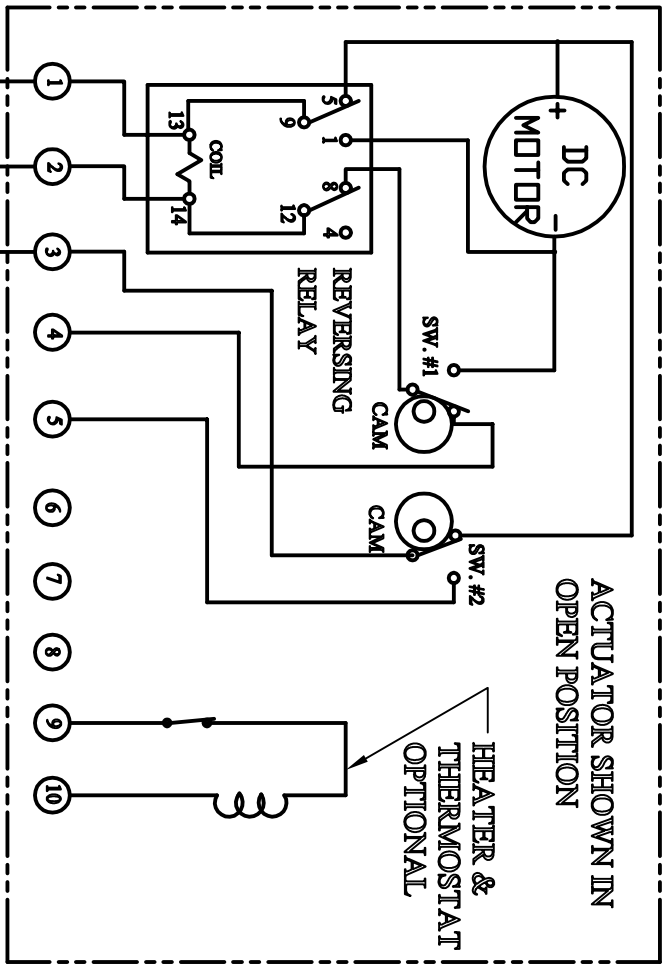 ACTUATOR SHOWN IN
OPEN POSITION
DC
MOTOR
+
−
SW. #1
SW. #2
CAM
CAM
REVERSING
RELAY
5
1
8
4
9
12
COIL
13
14
HEATER &
THERMOSTAT
OPTIONAL
1
2
3
4
5
6
7
8
9
10